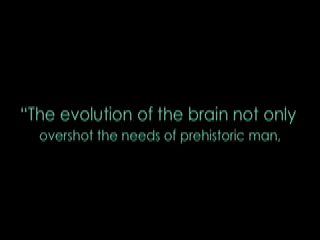 “The evolution of the brain not only
overshot the needs of prehistoric man,